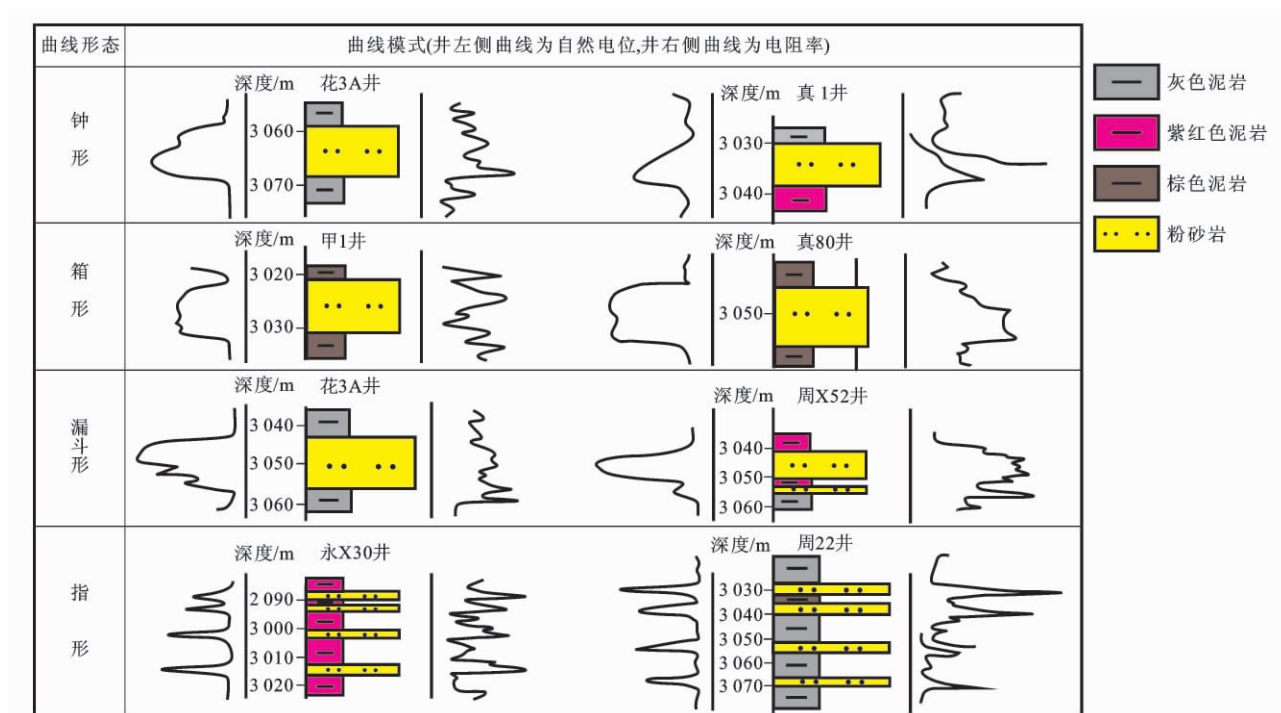 曲线形态
曲线模式(井左侧曲线为自然电位,井右侧曲线为电阻率)
钟形
深度/m 花3A井
3 060
3 070
深度/m 真1井
3 030
3 040
箱形
深度/m 甲1井
3 020
3 030
深度/m 真80井
3 050
漏斗形
深度/m 花3A井
3 040
3 050
3 060
深度/m 周X52井
3 040
3 050
3 060
指形
深度/m 永X30井
2 090
3 000
3 010
3 020
深度/m 周22井
3 030
3 040
3 050
3 060
3 070
灰色泥岩
紫红色泥岩
棕色泥岩
粉砂岩